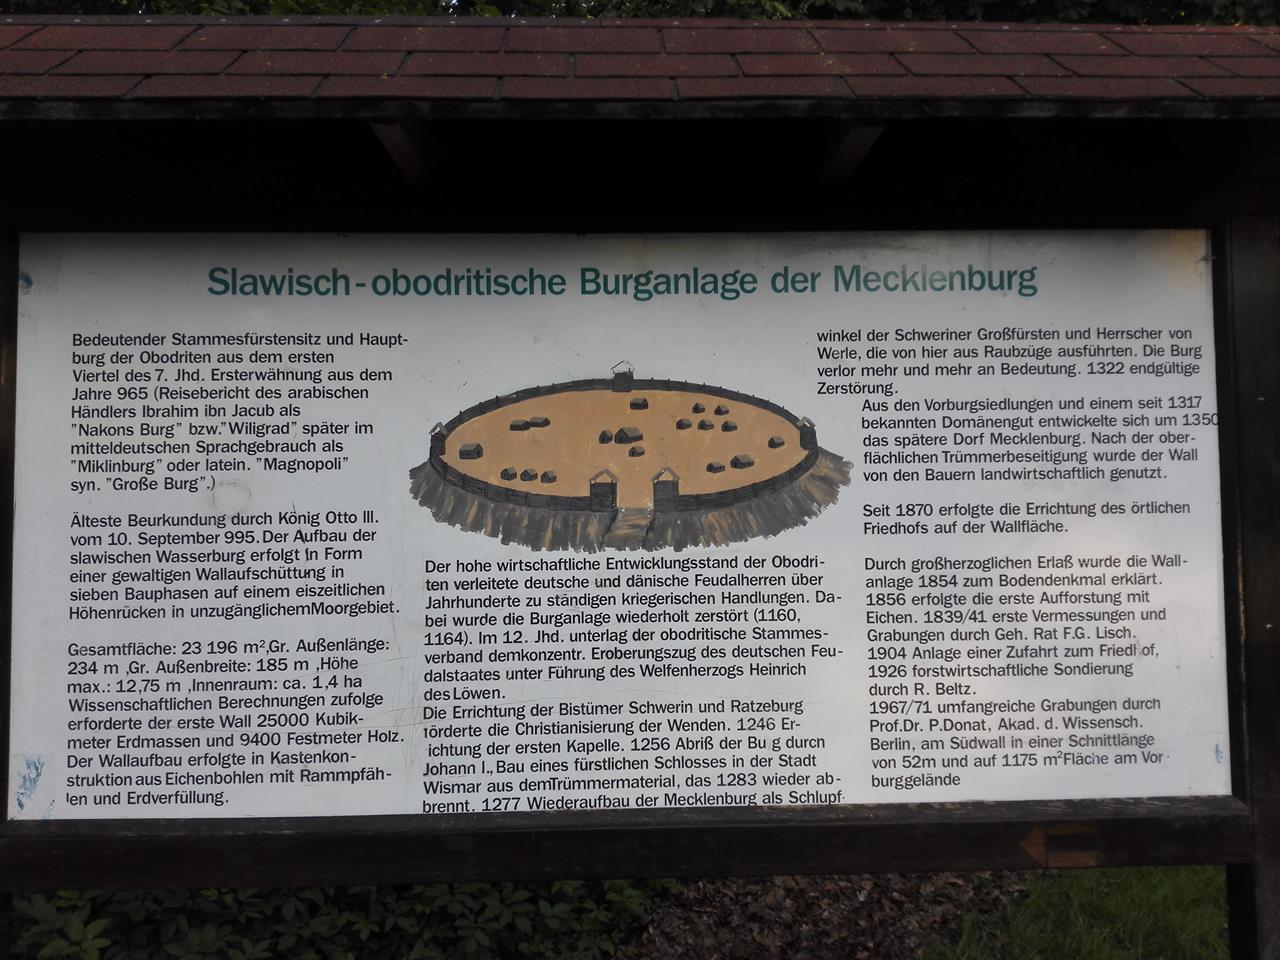 Slawisch-obodritische Burganlage der Mecklenburg
Bedeutender Stammesfürstensitz und Haupt-
burg der Obodriten aus dem ersten
Viertel des 7. Jhd. Ersterwähnung aus dem
Jahre 965 (Reisebericht des arabischen
Händlers Ibrahim ibn Jacub als
"Nakons Burg" bzw."Wiligrad" später im
mitteldeutschen Sprachgebrauch als
"Miklinburg" oder latein. "Magnopoli"
syn. "Große Burg".)
Älteste Beurkundung durch König Otto III.
vom 10. September 995. Der Aufbau der
slawischen Wasserburg erfolgt in Form
einer gewaltigen Wallaufschüttung in
sieben Bauphasen auf einem eiszeitlichen
Höhenrücken in unzugänglichem Moorgebiet.
Gesamtfläche: 23 196 m²,Gr. Außenlänge:
234 m ,Gr. Außenbreite: 185 m ,Höhe
max.: 12,75 m ,Innenraum: ca. 1,4 ha
Wissenschaftlichen Berechnungen zufolge
erforderte der erste Wall 25000 Kubik-
meter Erdmassen und 9400 Festmeter Holz.
Der Wallaufbau erfolgte in Kastenkon-
struktion aus Eichenbohlen mit Rammpfäh-
len und Erdverfüllung.
Der hohe wirtschaftliche Entwicklungsstand der Obodri-
ten verleitete deutsche und dänische Feudalherren über
Jahrhunderte zu ständigen kriegerischen Handlungen. Da-
bei wurde die Burganlage wiederholt zerstört (1160,
1164). Im 12. Jhd. unterlag der obodritische Stammes-
verband dem konzentr. Eroberungszug des deutschen Feu-
dalstaates unter Führung des Welfenherzogs Heinrich
des Löwen.
Die Errichtung der Bistümer Schwerin und Ratzeburg
förderte die Christianisierung der Wenden. 1246 Er-
ichtung der ersten Kapelle. 1256 Abriß der Bu g durch
Johann I., Bau eines fürstlichen Schlosses in der Stadt
Wismar aus dem Trümmermaterial, das 1283 wieder ab-
brennt. 1277 Wiederaufbau der Mecklenburg als Schlupf-
winkel der Schweriner Großfürsten und Herrscher von
Werle, die von hier aus Raubzüge ausführten. Die Burg
verlor mehr und mehr an Bedeutung. 1322 endgültige
Zerstörung.
Aus den Vorburgsiedlungen und einem seit 1317
bekannten Domänengut entwickelte sich um 1350
das spätere Dorf Mecklenburg. Nach der ober-
flächlichen Trümmerbeseitigung wurde der Wall
von den Bauern landwirtschaftlich genutzt.
Seit 1870 erfolgte die Errichtung des örtlichen
Friedhofs auf der Wallfläche.
Durch großherzoglichen Erlaß wurde die Wall-
anlage 1854 zum Bodendenkmal erklärt.
1856 erfolgte die erste Aufforstung mit
Eichen. 1839/41 erste Vermessungen und
Grabungen durch Geh. Rat F.G. Lisch.
1904 Anlage einer Zufahrt zum Friedhof,
1926 forstwirtschaftliche Sondierung
durch R. Beltz.
1967/71 umfangreiche Grabungen durch
Prof.Dr. P.Donat, Akad. d. Wissensch.
Berlin, am Südwall in einer Schnittlänge
von 52m und auf 1175 m² Fläche am Vor-
burggelände